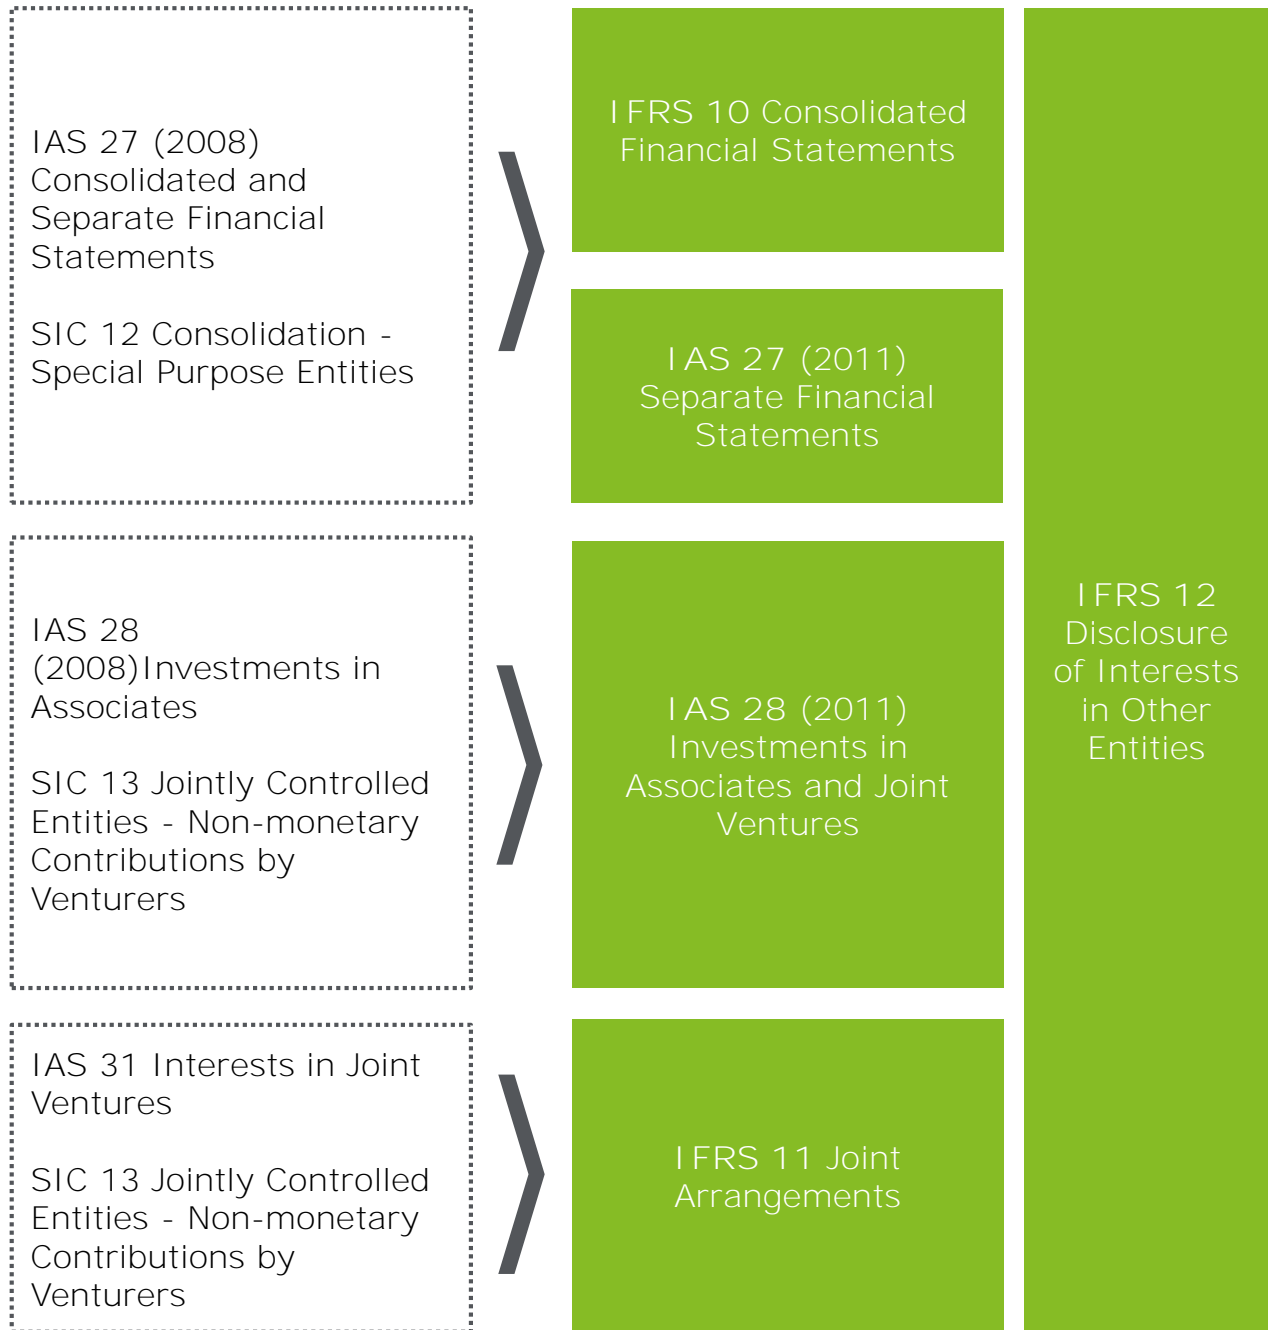 IAS 27 (2008)
Consolidated and
Separate Financial
Statements
SIC 12 Consolidation -
Special Purpose Entities
IFRS 10 Consolidated
Financial Statements
IAS 27 (2011)
Separate Financial
Statements
IAS 28
(2008)Investments in
Associates
SIC 13 Jointly Controlled
Entities - Non-monetary
Contributions by
Venturers
IAS 28 (2011)
Investments in
Associates and Joint
Ventures
IAS 31 Interests in Joint
Ventures
SIC 13 Jointly Controlled
Entities - Non-monetary
Contributions by
Venturers
IFRS 11 Joint
Arrangements
IFRS 12
Disclosure
of Interests
in Other
Entities